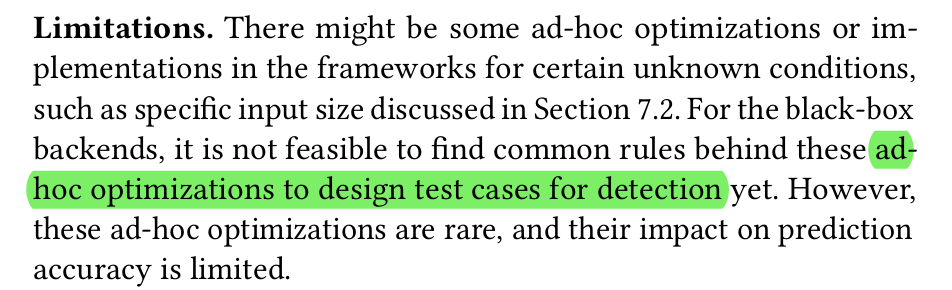 Limitations. There might be some ad-hoc optimizations or im-
plementations in the frameworks for certain unknown conditions,
such as specific input size discussed in Section 7.2. For the black-box
backends, it is not feasible to find common rules behind these ad-
hoc optimizations to design test cases for detection yet. However,
these ad-hoc optimizations are rare, and their impact on prediction
accuracy is limited.